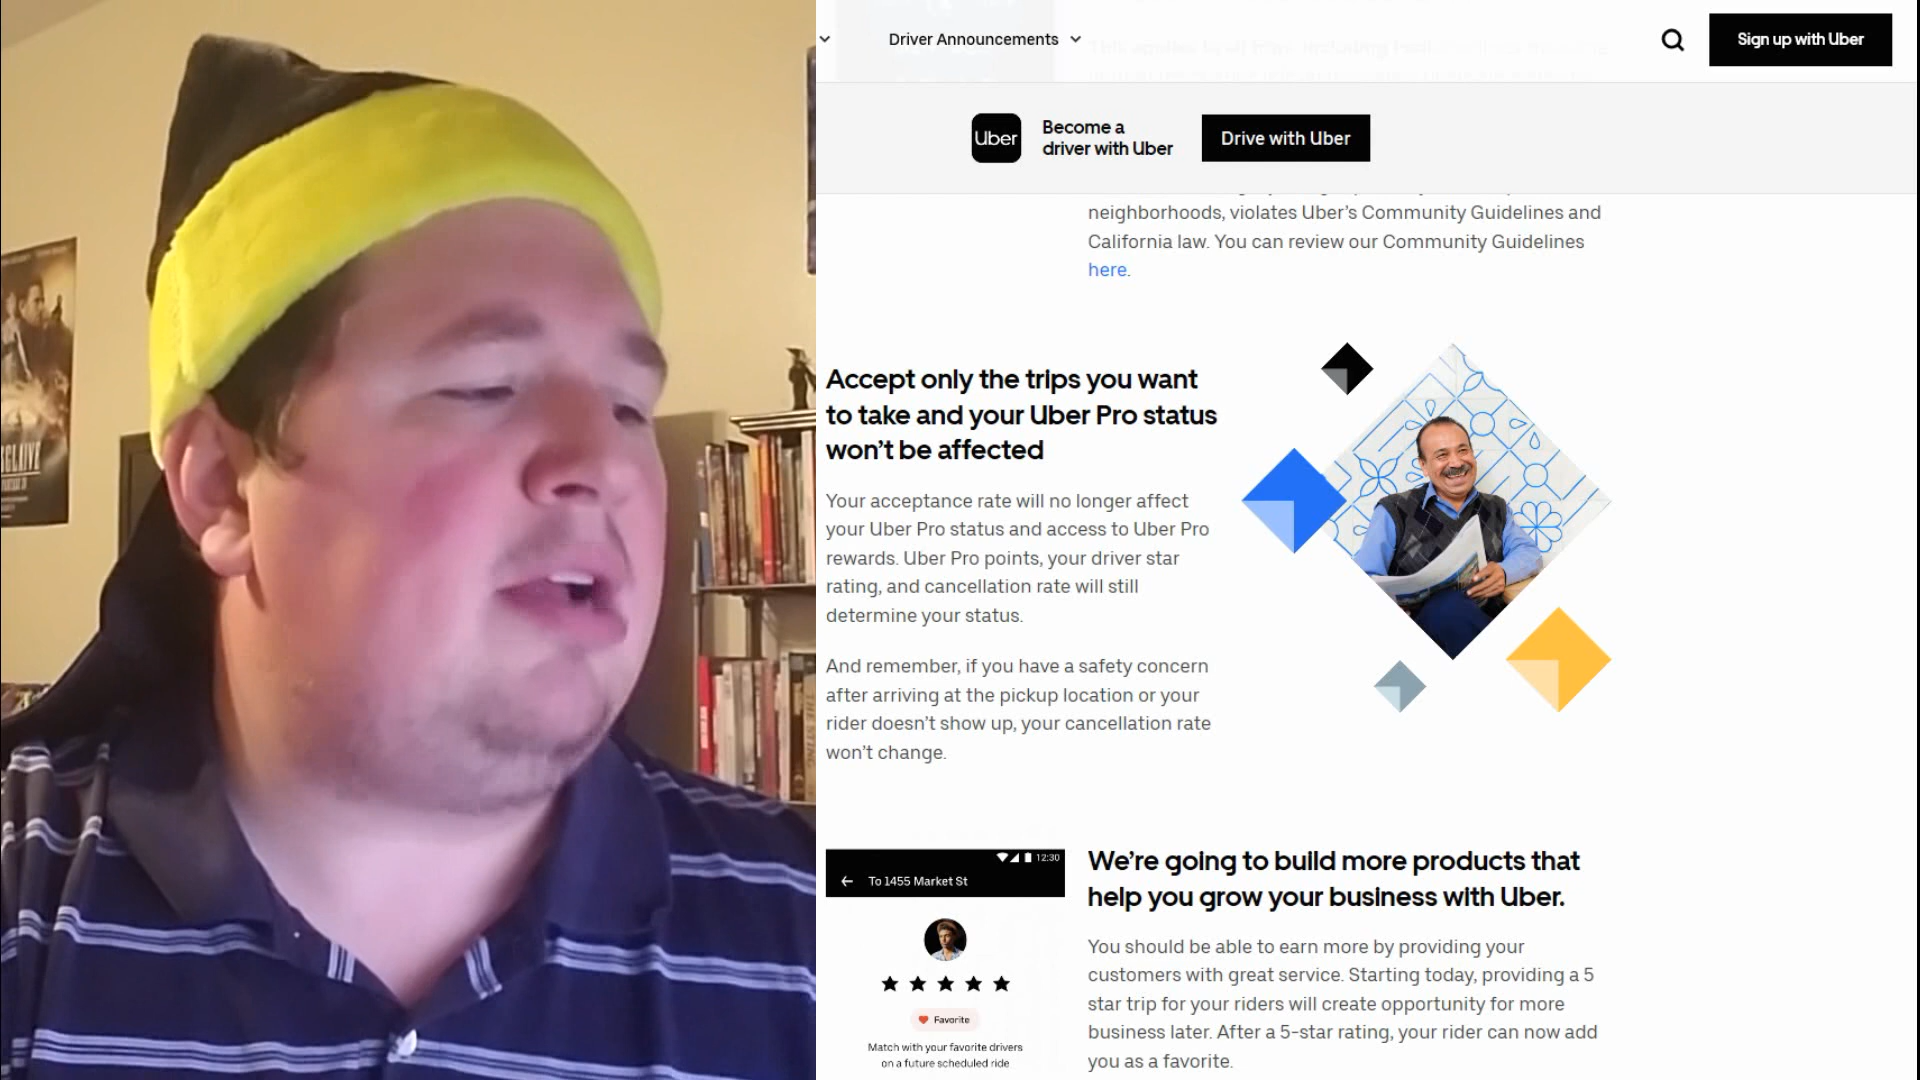 Driver Announcements
Sign up with Uber
Uber
Become a
driver with Uber
Drive with Uber
neighborhoods, violates Uber's Community Guidelines and
California law. You can review our Community Guidelines
here.
Accept only the trips you want
to take and your Uber Pro status
won't be affected
Your acceptance rate will no longer affect
your Uber Pro status and access to Uber Pro
rewards. Uber Pro points, your driver star
rating, and cancellation rate will still
determine your status.
And remember, if you have a safety concern
after arriving at the pickup location or your
rider doesn't show up, your cancellation rate
won't change.
12:30
To 1455 Market St
Favorite
Match with your favorite drivers
on a future scheduled ride
We're going to build more products that
help you grow your business with Uber.
You should be able to earn more by providing your
customers with great service. Starting today, providing a 5
star trip for your riders will create opportunity for more
business later. After a 5-star rating, your rider can now add
you as a favorite.
THE STING